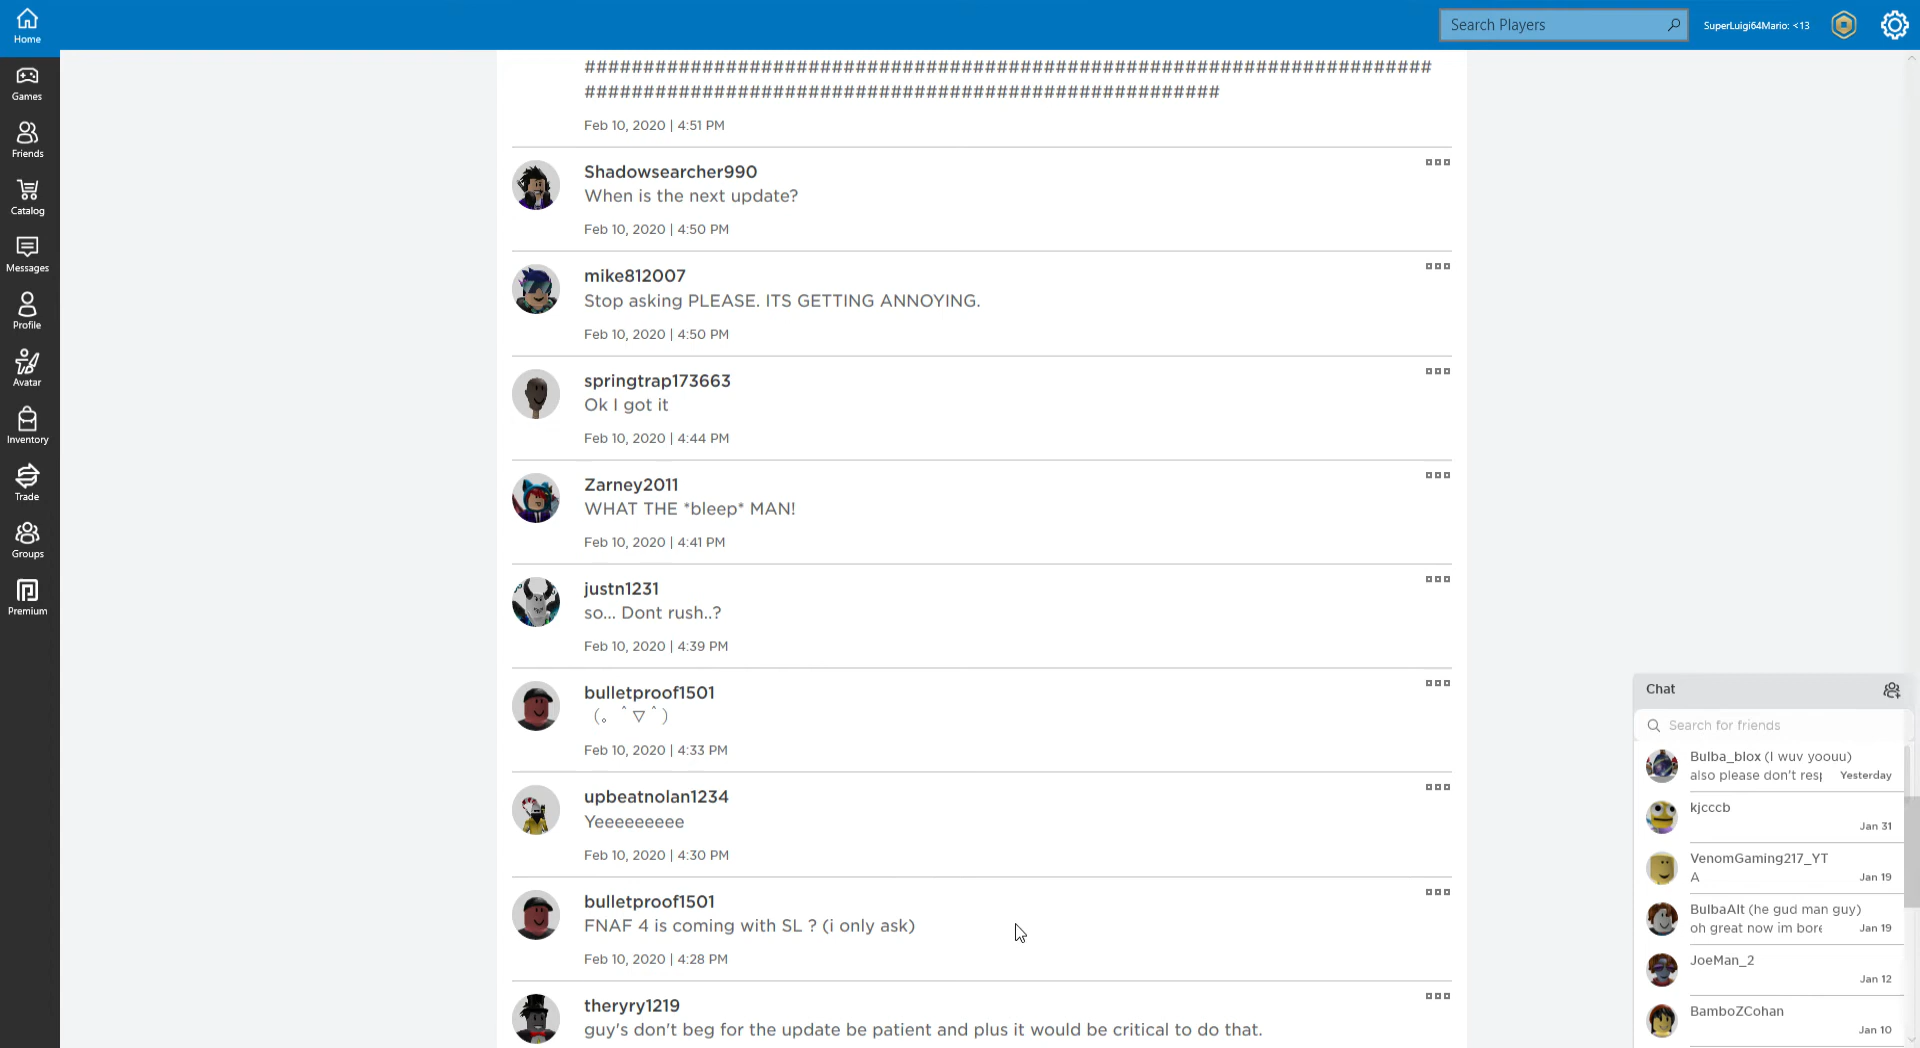 Home
Search Players
SuperLuigi64Mario: <13
Games
Friends
Catalog
Messages
Profile
Avatar
Inventory
Trade
Groups
Premium
########################################################################
######################################################
Feb 10, 2020 | 4:51 PM
Shadowsearcher990
When is the next update?
Feb 10, 2020 | 4:50 PM
mike812007
Stop asking PLEASE. ITS GETTING ANNOYING.
Feb 10, 2020 | 4:50 PM
springtrap173663
Ok I got it
Feb 10, 2020 | 4:44 PM
Zarney2011
WHAT THE *bleep* MAN!
Feb 10, 2020 | 4:41 PM
justn1231
so... Dont rush..?
Feb 10, 2020 | 4:39 PM
bulletproof1501
(。＾▽＾)
Feb 10, 2020 | 4:33 PM
upbeatnolan1234
Yeeeeeeeee
Feb 10, 2020 | 4:30 PM
bulletproof1501
FNAF 4 is coming with SL ? (i only ask)
Feb 10, 2020 | 4:28 PM
theryry1219
guy's don't beg for the update be patient and plus it would be critical to do that.
Chat
Search for friends
Bulba_blox (I wuv yoouu)
also please don't resp Yesterday
kjcccb
Jan 31
VenomGaming217_YT
A Jan 19
BulbaAlt (he gud man guy)
oh great now im bore Jan 19
JoeMan_2
Jan 12
BamboZCohan
Jan 10